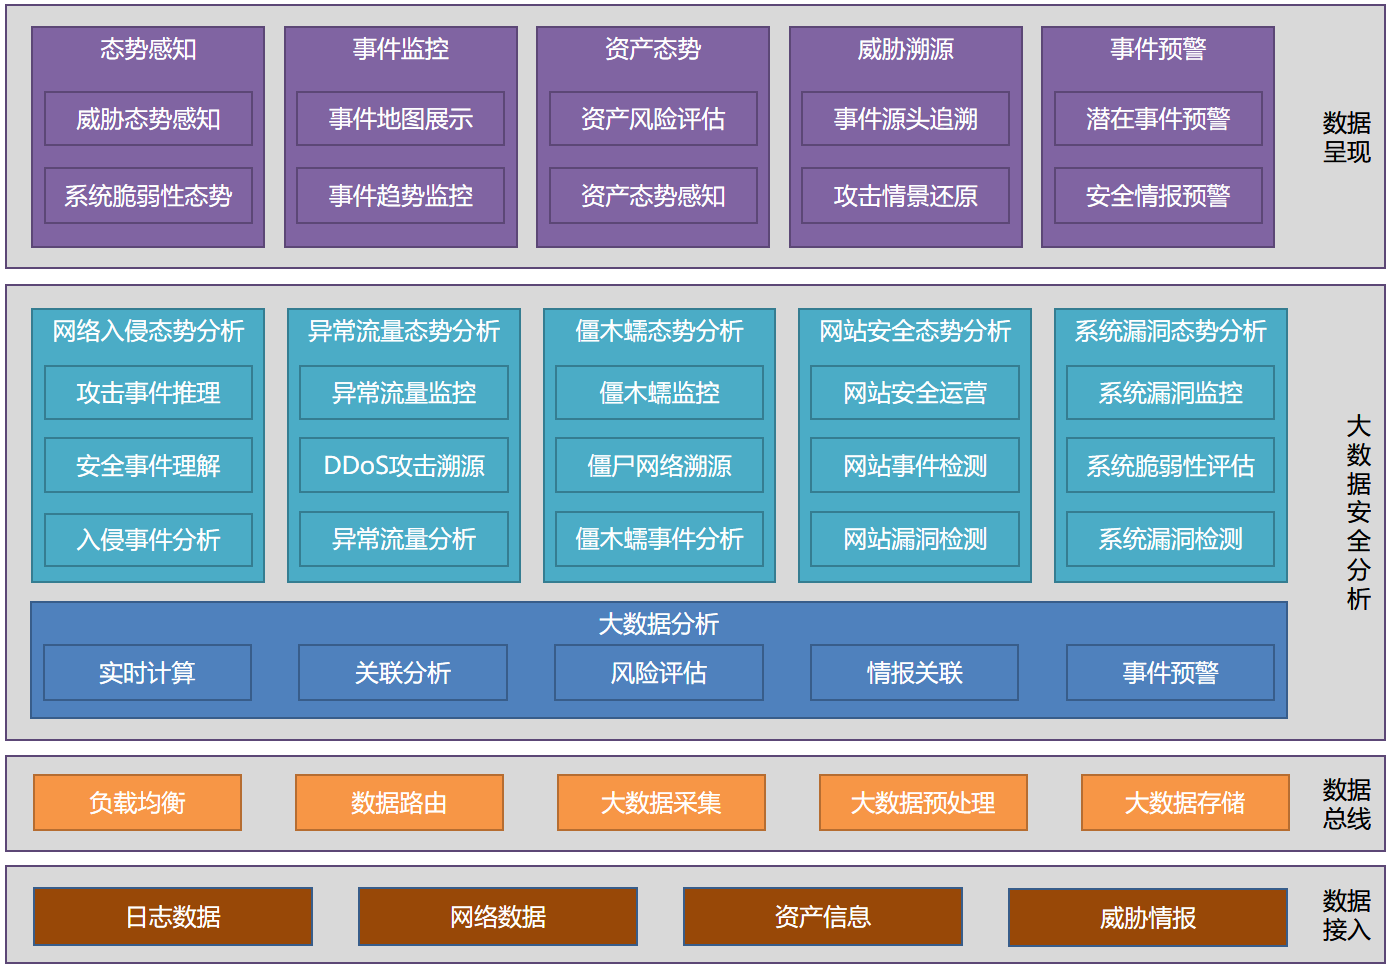 态势感知
威胁态势感知
系统脆弱性态势
事件监控
事件地图展示
事件趋势监控
资产态势
资产风险评估
资产态势感知
威胁溯源
事件源头追溯
攻击情景还原
事件预警
潜在事件预警
安全情报预警
数据
呈现
网络入侵态势分析
攻击事件推理
安全事件理解
入侵事件分析
异常流量态势分析
异常流量监控
DDoS攻击溯源
异常流量分析
僵木蠕态势分析
僵木蠕监控
僵尸网络溯源
僵木蠕事件分析
网站安全态势分析
网站安全运营
网站事件检测
网站漏洞检测
系统漏洞态势分析
系统漏洞监控
系统脆弱性评估
系统漏洞检测
大数据分析
实时计算
关联分析
风险评估
情报关联
事件预警
大数据安全分析
负载均衡
数据路由
大数据采集
大数据预处理
大数据存储
数据
总线
日志数据
网络数据
资产信息
威胁情报
数据
接入